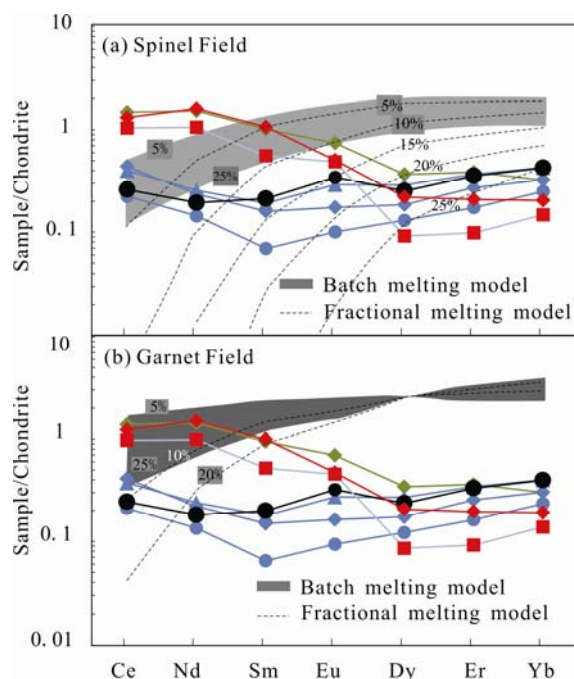 10
(a) Spinel Field
5%
1
10%
5%
15%
20%
25%
25%
0.1
Sample/Chondrite
Batch melting model
Fractional melting model
10
(b) Garnet Field
5%
1
10%
25%
20%
0.1
Sample/Chondrite
Batch melting model
Fractional melting model
0.01
Ce Nd Sm Eu Dy Er Yb